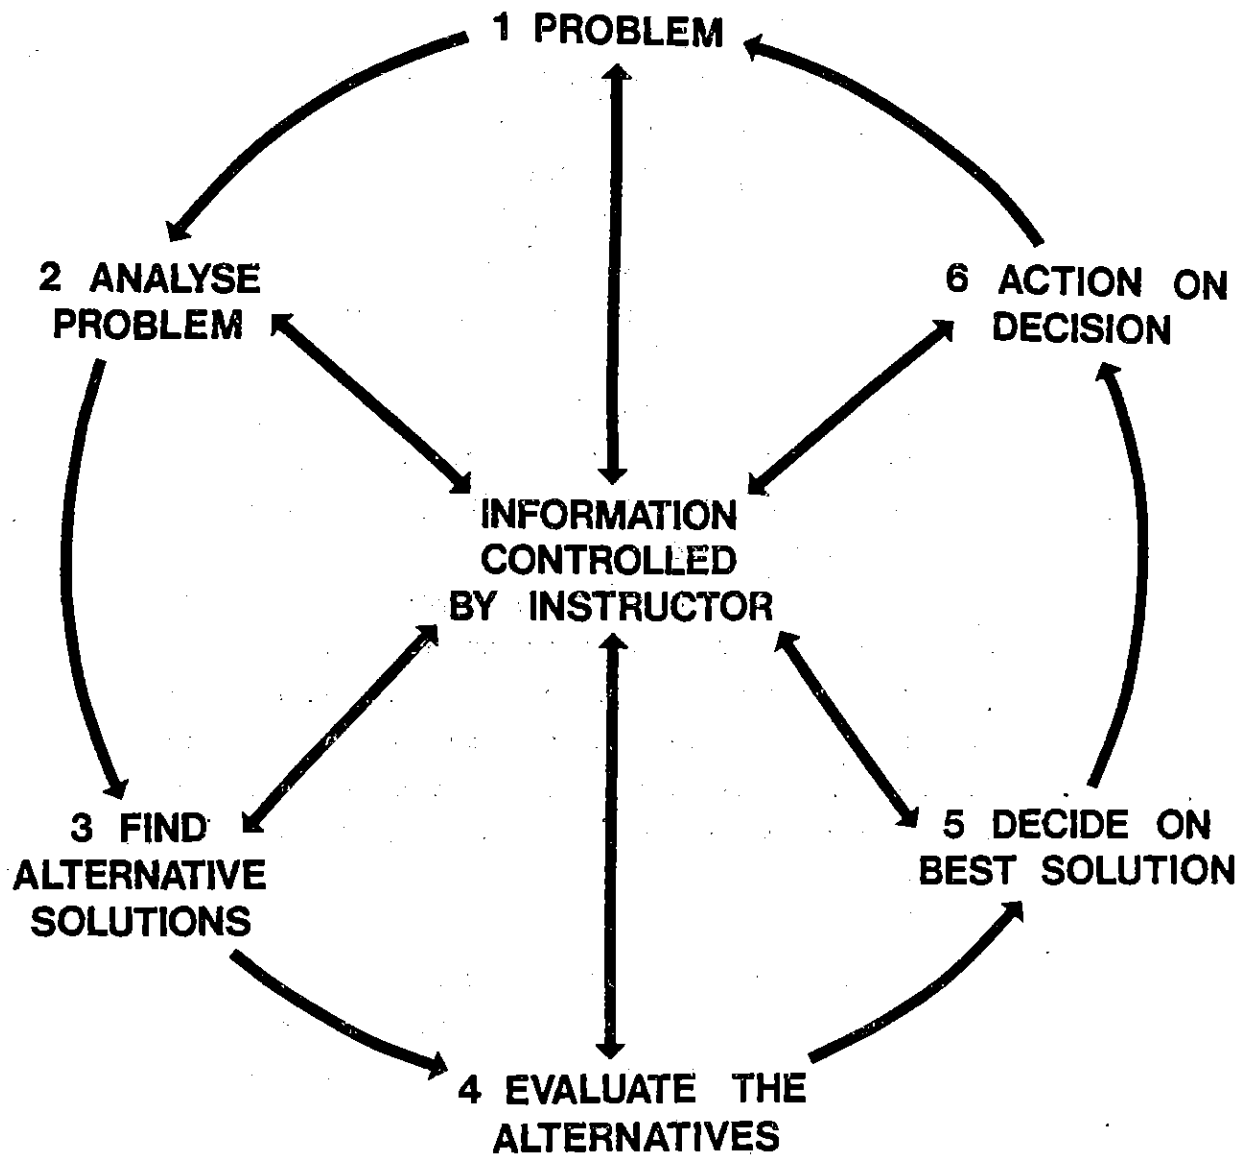 1 PROBLEM
2 ANALYSE
PROBLEM
6 ACTION ON
DECISION
INFORMATION
CONTROLLED
BY INSTRUCTOR
3 FIND
ALTERNATIVE
SOLUTIONS
5 DECIDE ON
BEST SOLUTION
4 EVALUATE THE
ALTERNATIVES